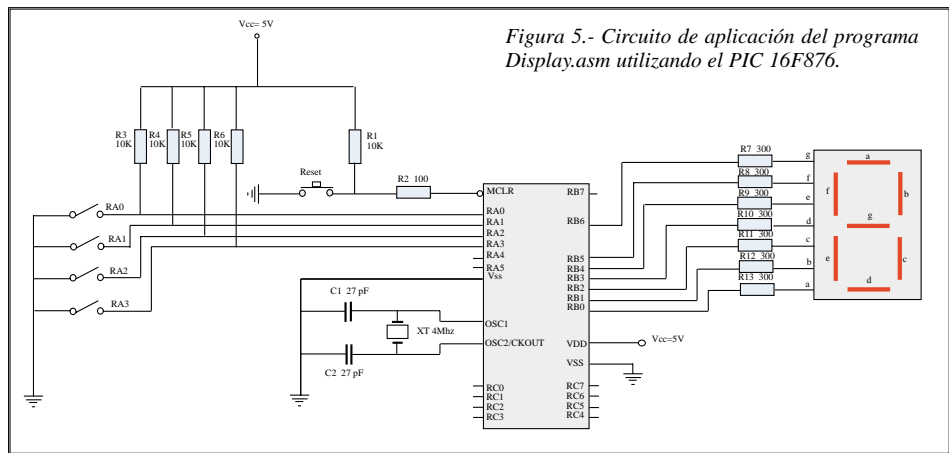 Vcc= 5V
Figura 5.- Circuito de aplicación del programa
Display.asm utilizando el PIC 16F876.
R3
10K
R4
10K
R5
10K
R6
10K
R1
10K
Reset
R2 100
RA0
RA1
RA2
RA3
C1 27 pF
C2 27 pF
XT 4Mhz
MCLR
RA0
RA1
RA2
RA3
RA4
RA5
Vss
OSC1
OSC2/CKOUT
RC0
RC1
RC2
RC3
RB7
RB6
RB5
RB4
RB3
RB2
RB1
RB0
VDD
VSS
RC7
RC6
RC5
RC4
Vcc=5V
R7 300
R8 300
R9 300
R10 300
R11 300
R12 300
R13 300
g
f
e
d
c
b
a
a
f
b
g
e
c
d